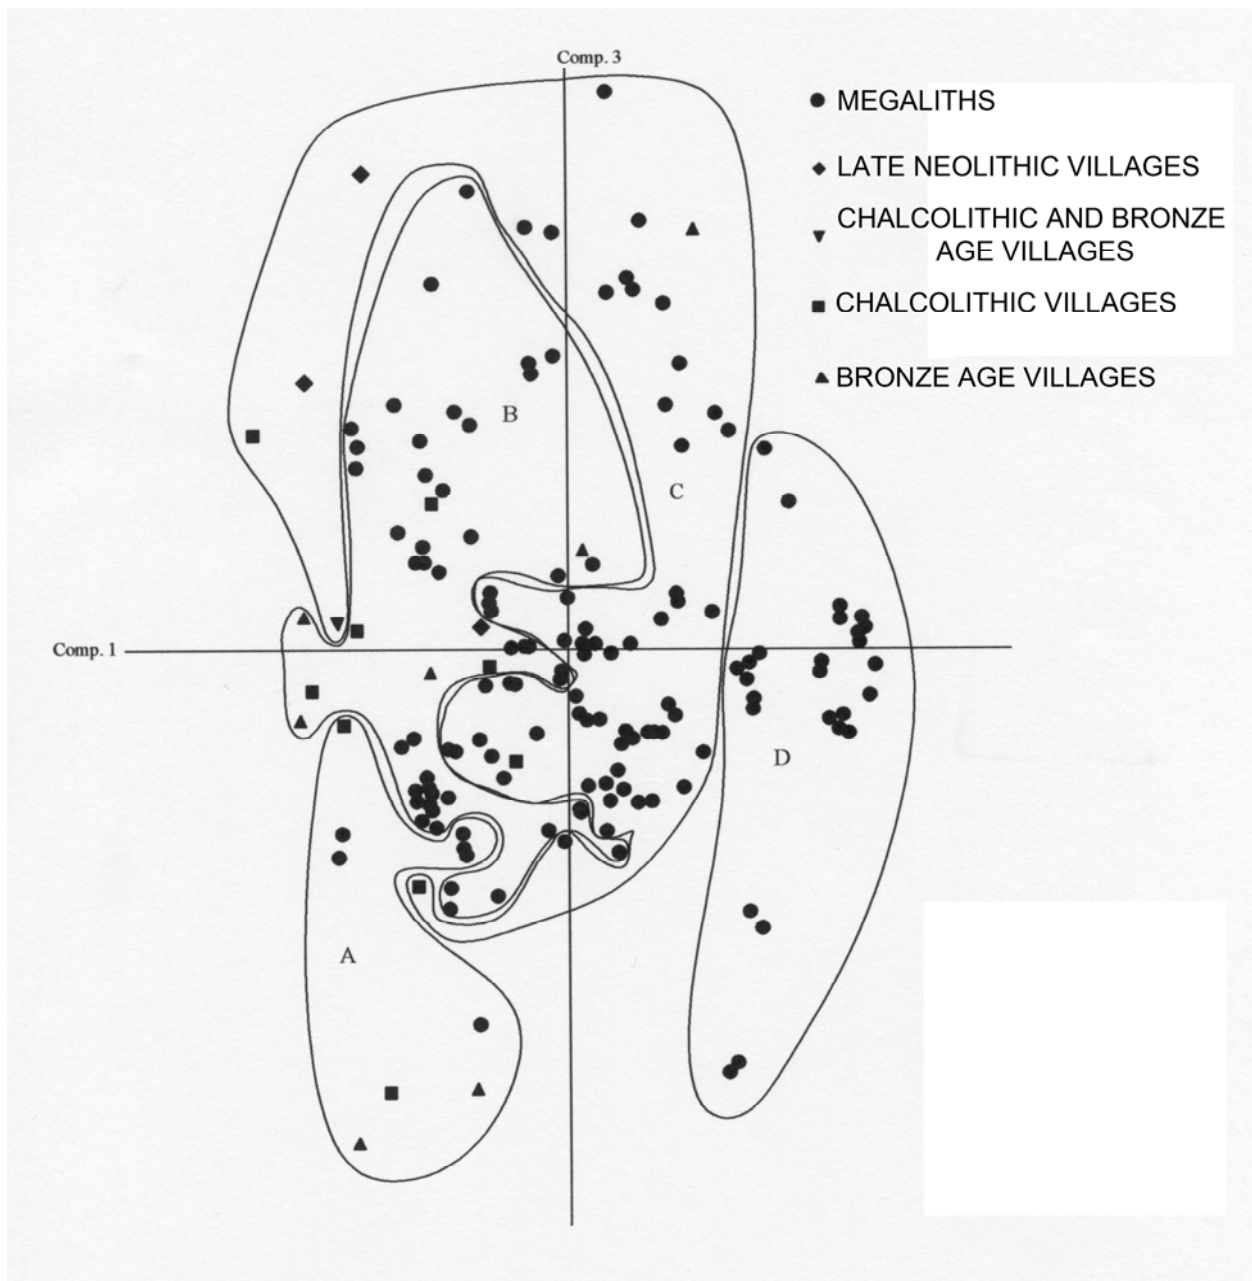 Comp. 3
MEGALITHS
LATE NEOLITHIC VILLAGES
CHALCOLITHIC AND BRONZE
AGE VILLAGES
CHALCOLITHIC VILLAGES
BRONZE AGE VILLAGES
B
C
Comp. 1
D
A